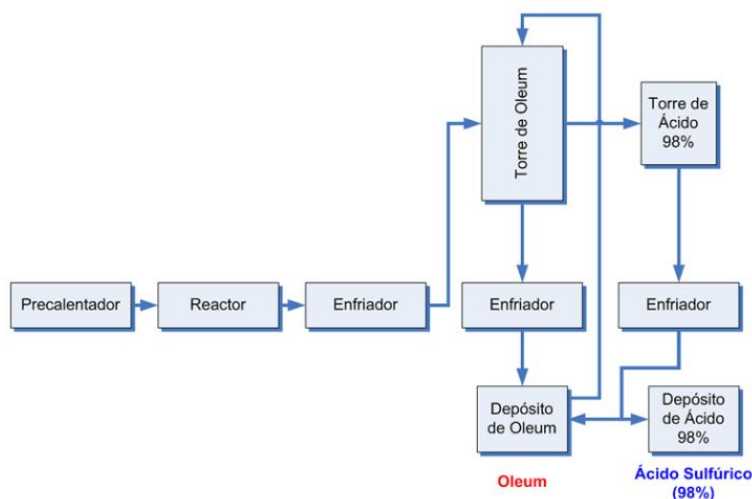 Torre de Oleum
Torre de
Ácido
98%
Precalentador
Reactor
Enfriador
Enfriador
Enfriador
Depósito
de Oleum
Depósito
de Ácido
98%
Oleum
Ácido Sulfúrico
(98%)